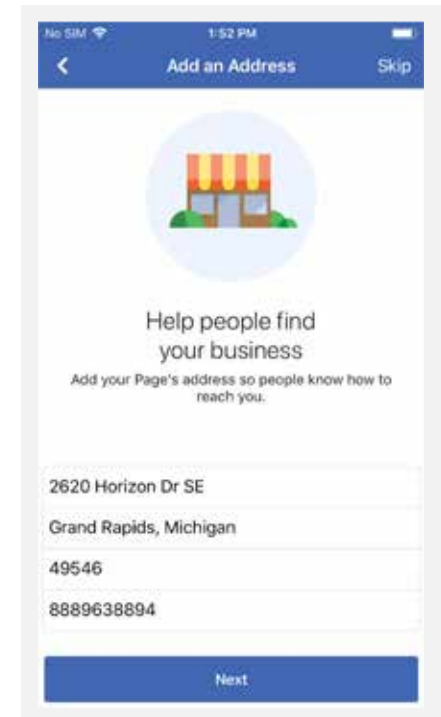 No SIM 1:52 PM
Add an Address Skip
Help people find
your business
Add your Page's address so people know how to
reach you.
2620 Horizon Dr SE
Grand Rapids, Michigan
49546
8889638894
Next